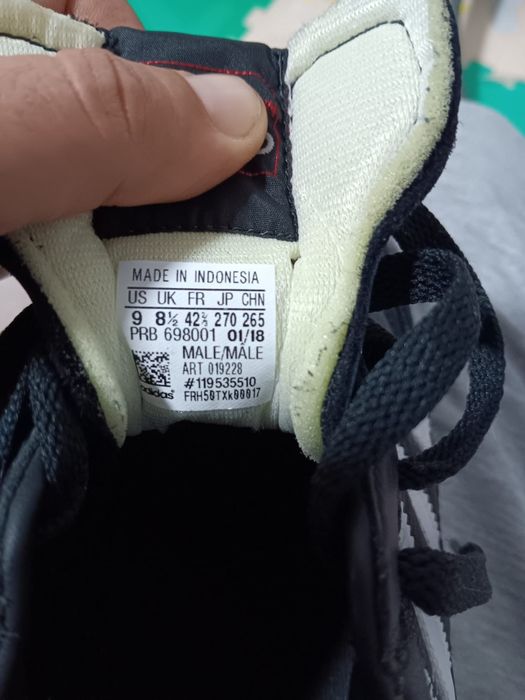 MADE IN INDONESIA
US UK FR JP CHN
9 8½ 42⅔ 270 265
PRB 698001 01/18
MALE/MÂLE
ART 019228
#119535510
FRH50TXk00017
adidas